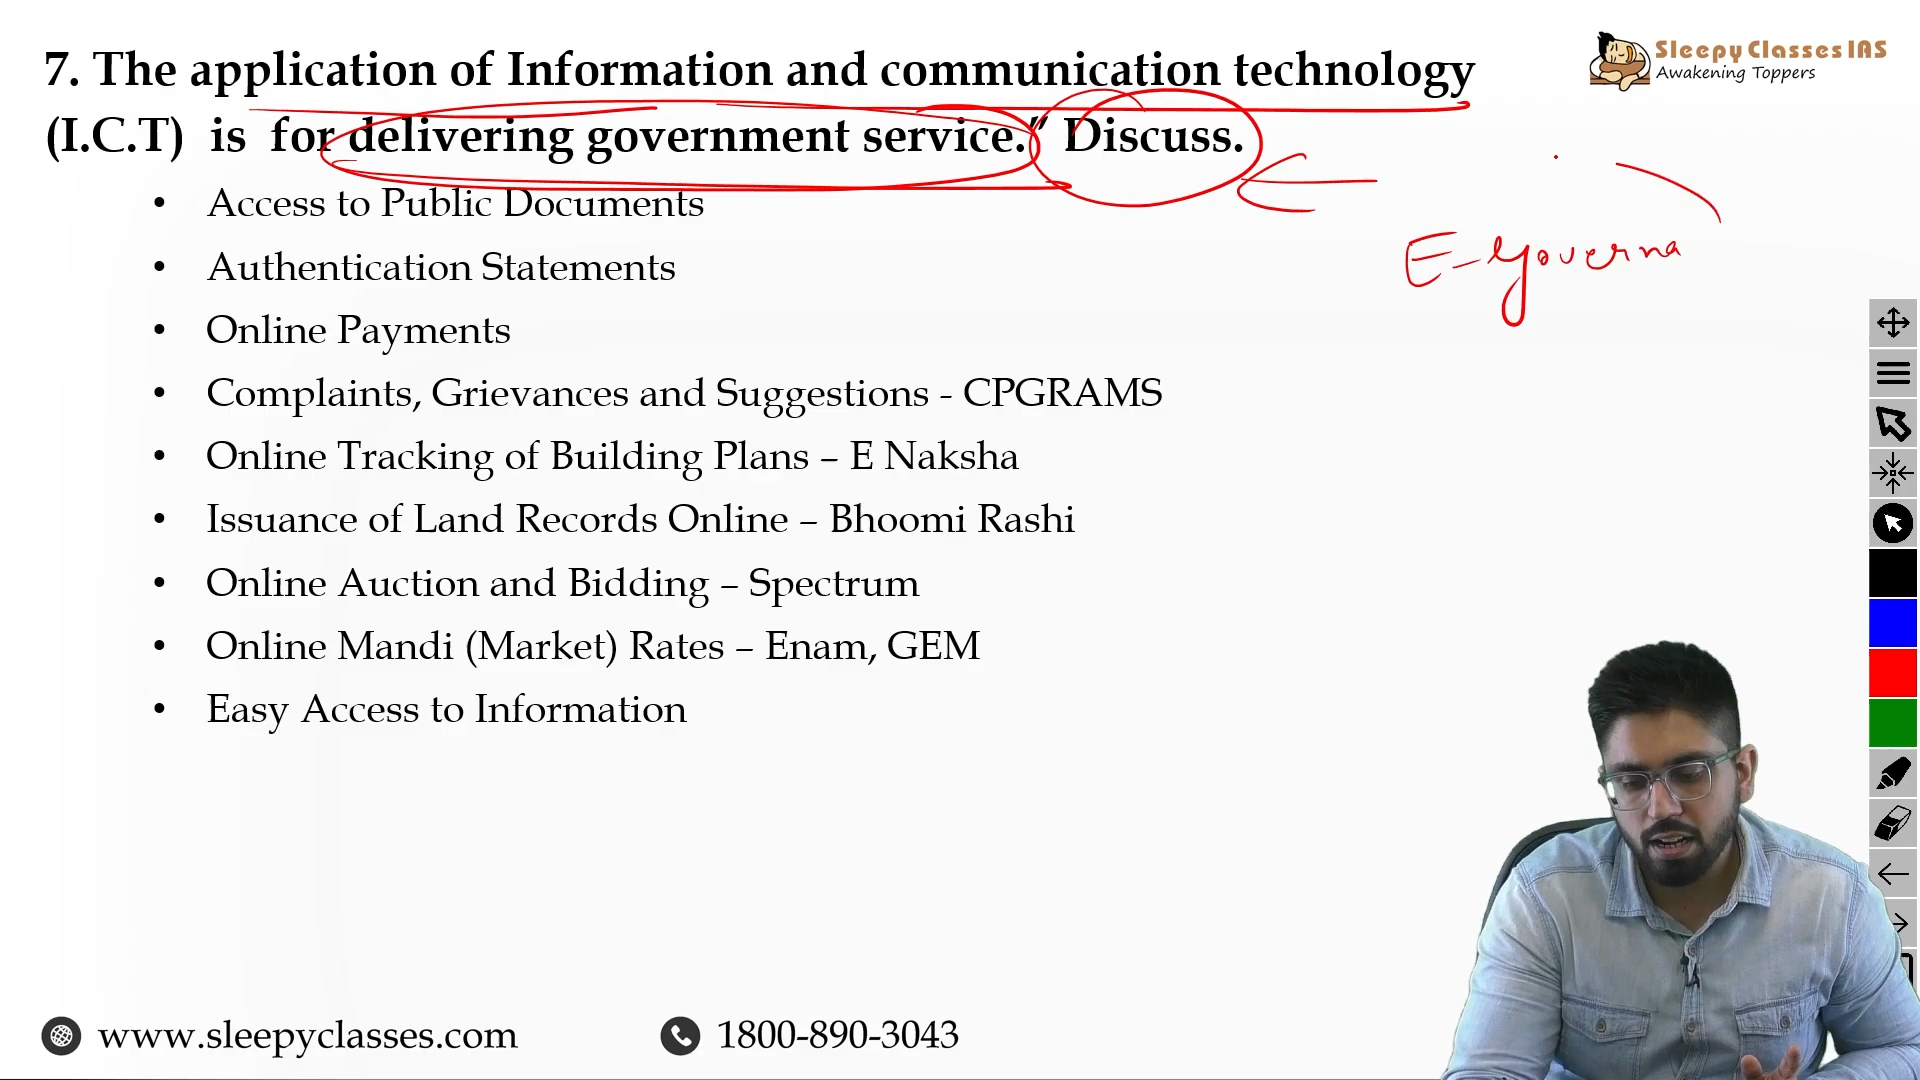 7. The application of Information and communication technology
(I.C.T) is for delivering government service.” Discuss.
Sleepy Classes IAS
Awakening Toppers
E-Governa
• Access to Public Documents
• Authentication Statements
• Online Payments
• Complaints, Grievances and Suggestions - CPGRAMS
• Online Tracking of Building Plans – E Naksha
• Issuance of Land Records Online – Bhoomi Rashi
• Online Auction and Bidding – Spectrum
• Online Mandi (Market) Rates – Enam, GEM
• Easy Access to Information
www.sleepyclasses.com
1800-890-3043